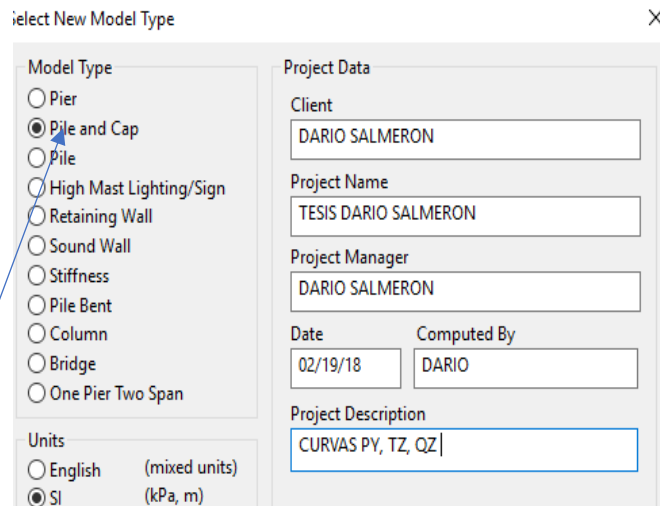 Select New Model Type
Model Type
Pier
Pile and Cap
Pile
High Mast Lighting/Sign
Retaining Wall
Sound Wall
Stiffness
Pile Bent
Column
Bridge
One Pier Two Span
Units
English (mixed units)
SI (kPa, m)
Project Data
Client
DARIO SALMERON
Project Name
TESIS DARIO SALMERON
Project Manager
DARIO SALMERON
Date Computed By
02/19/18 DARIO
Project Description
CURVAS PY, TZ, QZ